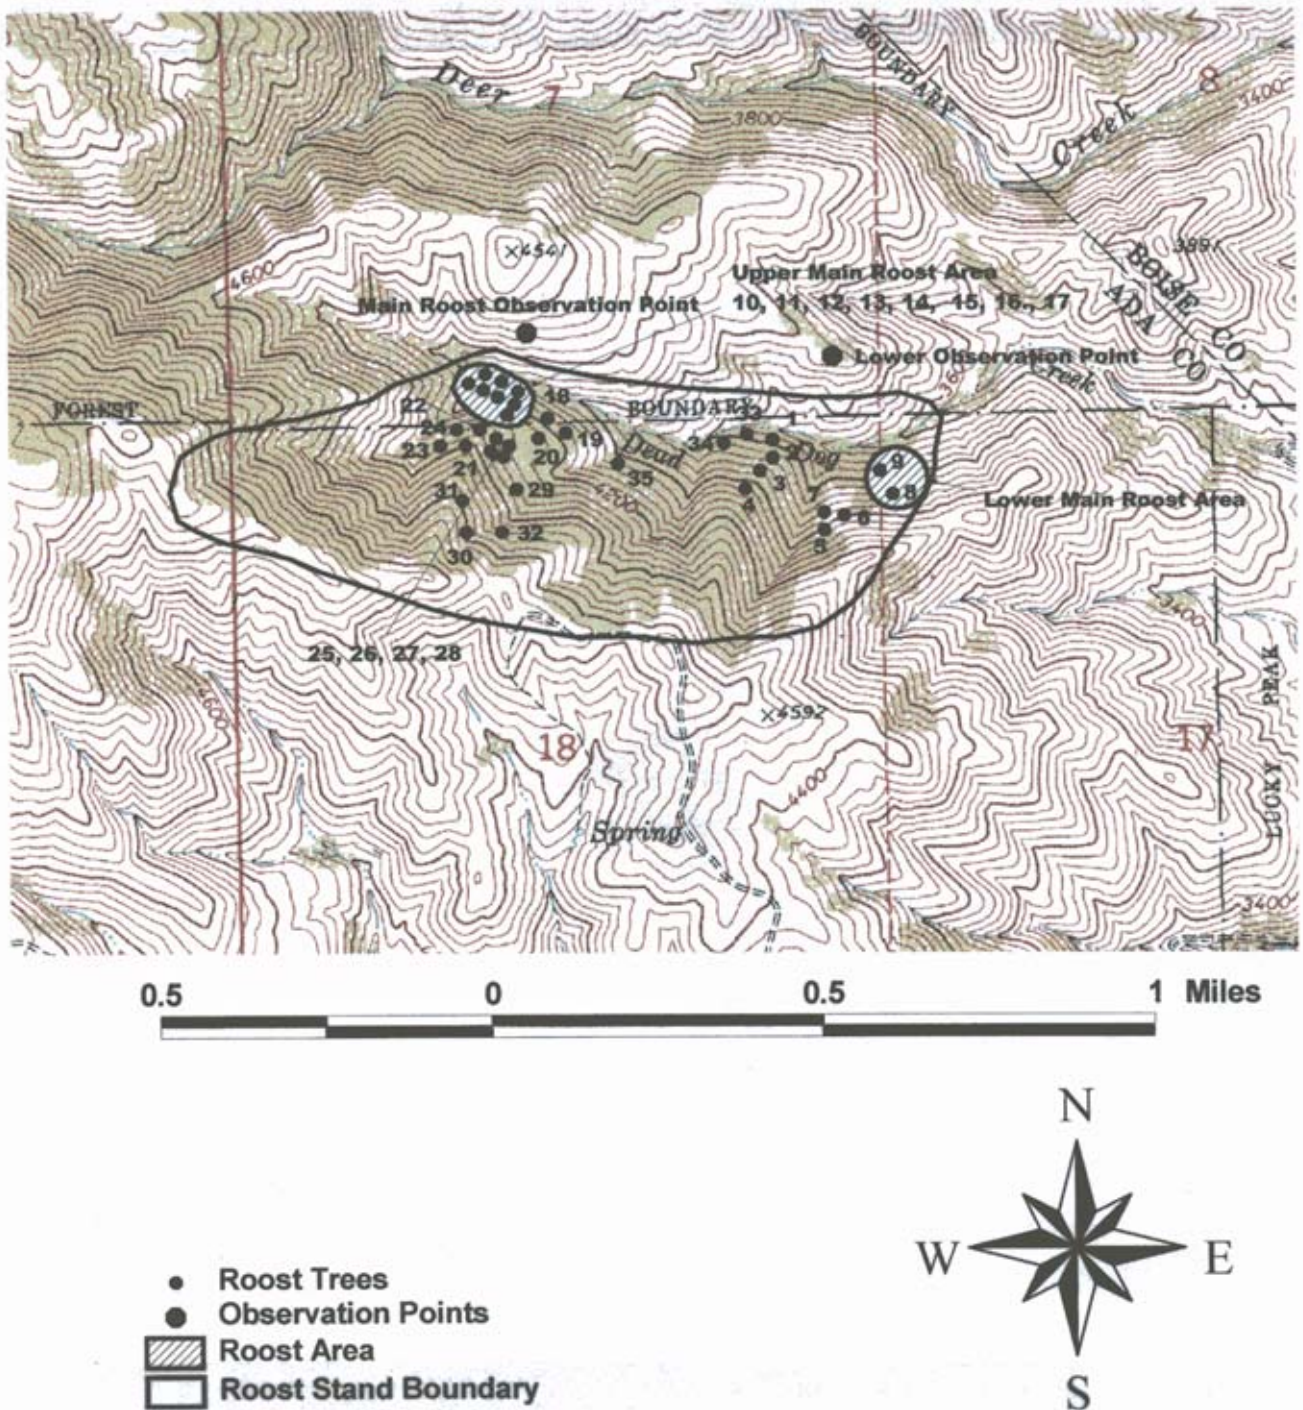 BOUNDARY
Deer
7
8
3400
3800
Creek
×4541
3891
4600
Upper Main Roost Area
BOISE CO
Main Roost Observation Point
10, 11, 12, 13, 14, 15, 16., 17
ADA CO
Lower Observation Point
Creek
18
FOREST
22
BOUNDARY
33
1
24
23
19
34
2
Dead
Dog
21
20
35
9
3
31
29
4200
4
7
8
Lower Main Roost Area
6
30
32
5
3400
25, 26, 27, 28
4600
PEAK
×4592
18
17
4400
LUCKY
Spring
3400
0.5 0 0.5 1 Miles
N
W E
S
Roost Trees
Observation Points
Roost Area
Roost Stand Boundary